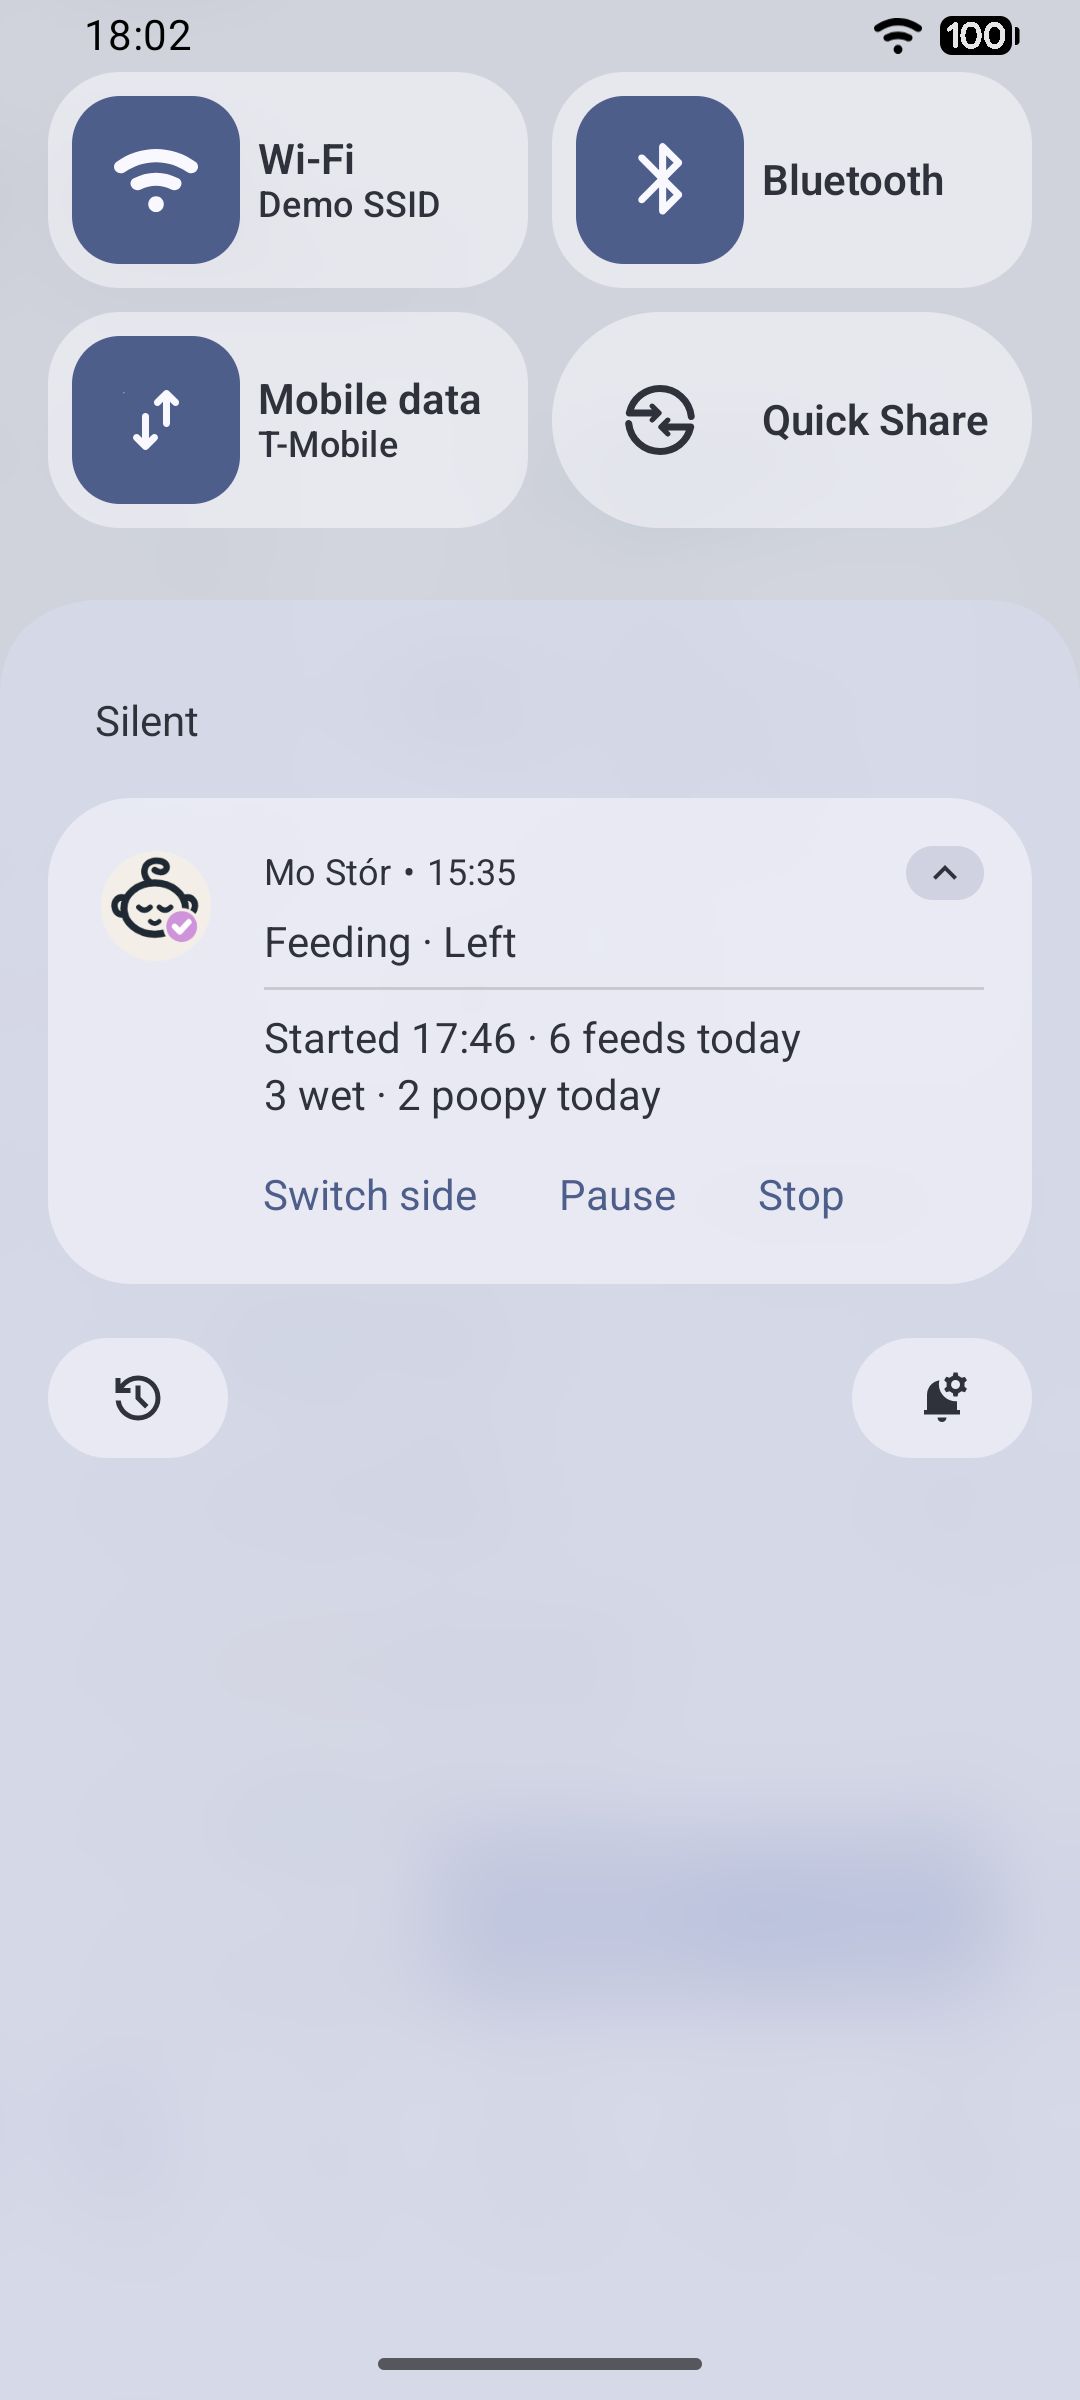 18:02
100
Wi-Fi
Demo SSID
Bluetooth
Mobile data
T-Mobile
Quick Share
Silent
Mo Stór • 15:35
Feeding · Left
Started 17:46 · 6 feeds today
3 wet · 2 poopy today
Switch side
Pause
Stop